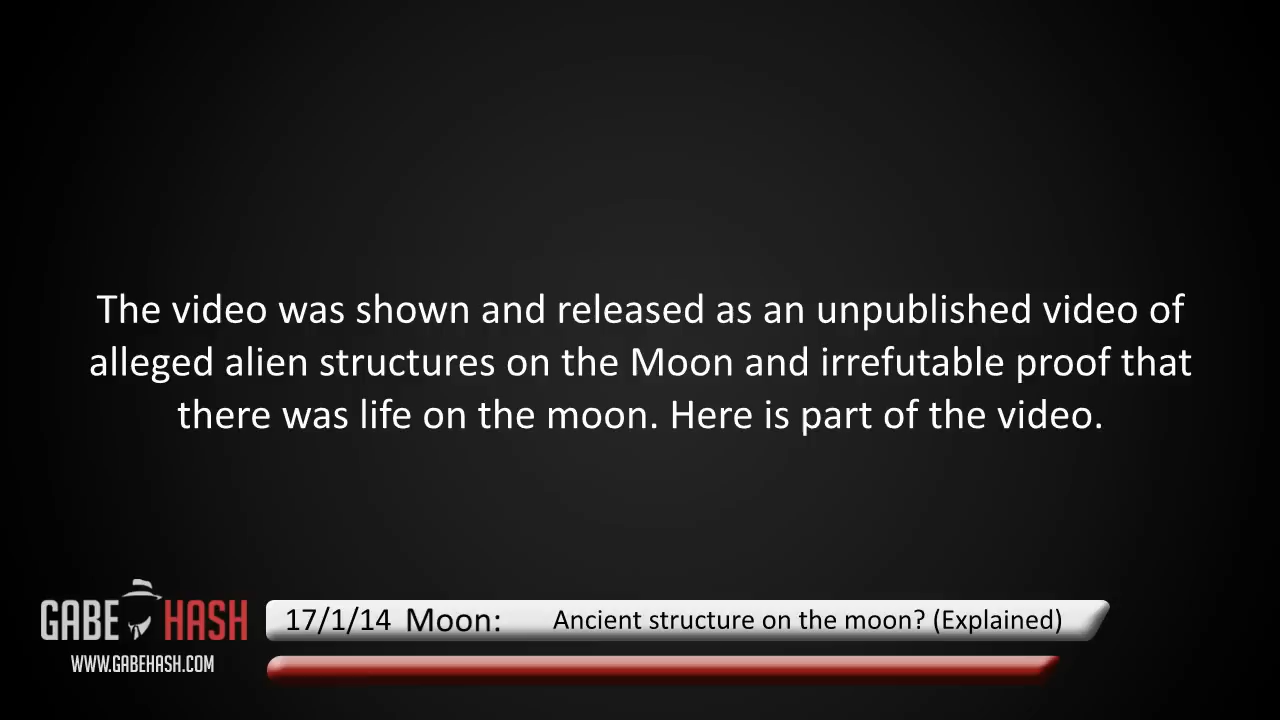 The video was shown and released as an unpublished video of
alleged alien structures on the Moon and irrefutable proof that
there was life on the moon. Here is part of the video.
GABE HASH
17/1/14 Moon: Ancient structure on the moon? (Explained)
WWW.GABEHASH.COM